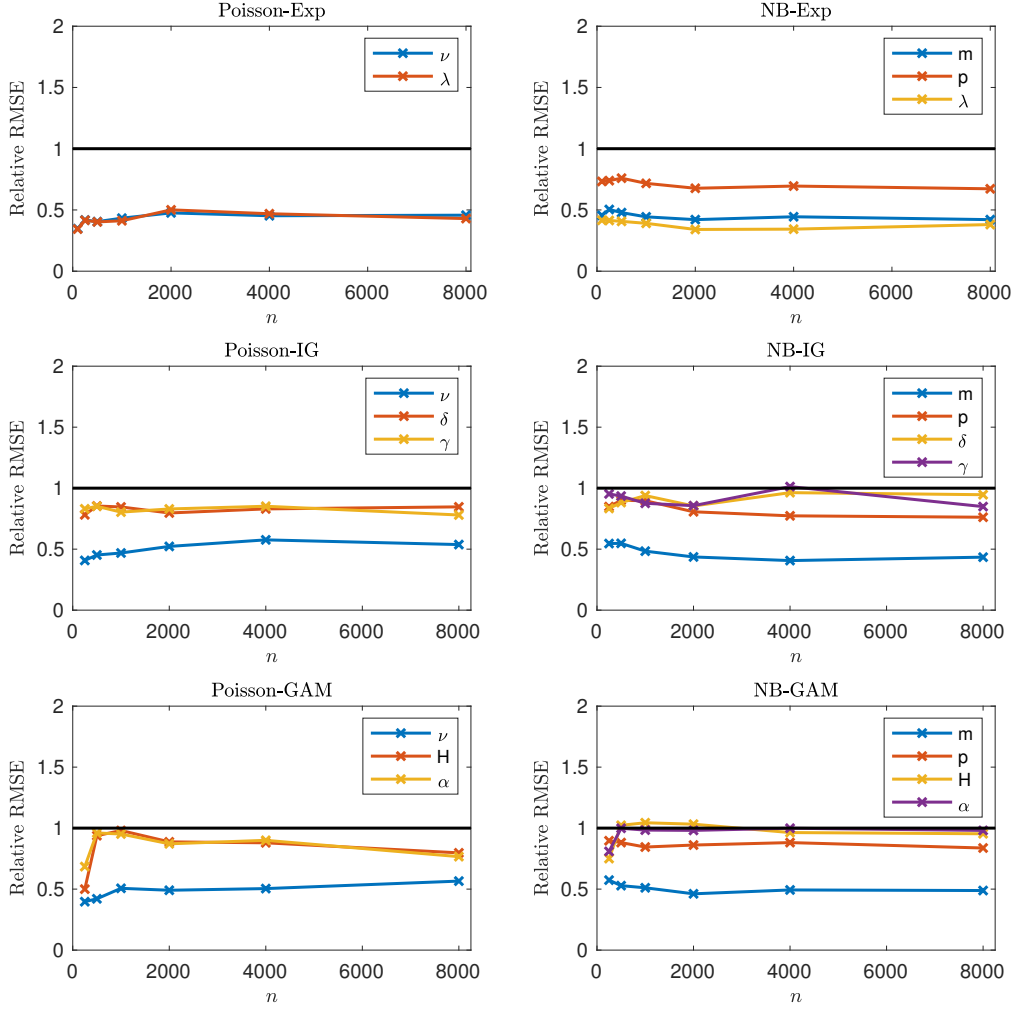 Poisson-Exp
Relative RMSE
2
1.5
1
0.5
0
ν
λ
0 2000 4000 6000 8000
n
NB-Exp
Relative RMSE
2
1.5
1
0.5
0
m
p
λ
0 2000 4000 6000 8000
n
Poisson-IG
Relative RMSE
2
1.5
1
0.5
0
ν
δ
γ
0 2000 4000 6000 8000
n
NB-IG
Relative RMSE
2
1.5
1
0.5
0
m
p
δ
γ
0 2000 4000 6000 8000
n
Poisson-GAM
Relative RMSE
2
1.5
1
0.5
0
ν
H
α
0 2000 4000 6000 8000
n
NB-GAM
Relative RMSE
2
1.5
1
0.5
0
m
p
H
α
0 2000 4000 6000 8000
n